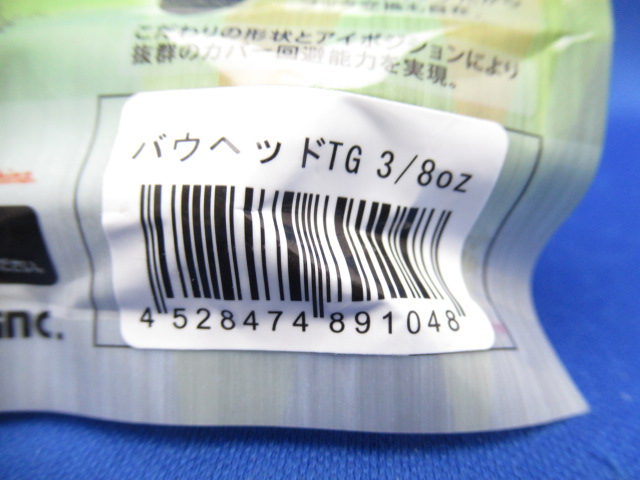 こだわりの形状とアイポジションにより
抜群のカバー回避能力を実現。
バウヘッドTG 3/8oz
4 528474 891048
inc.